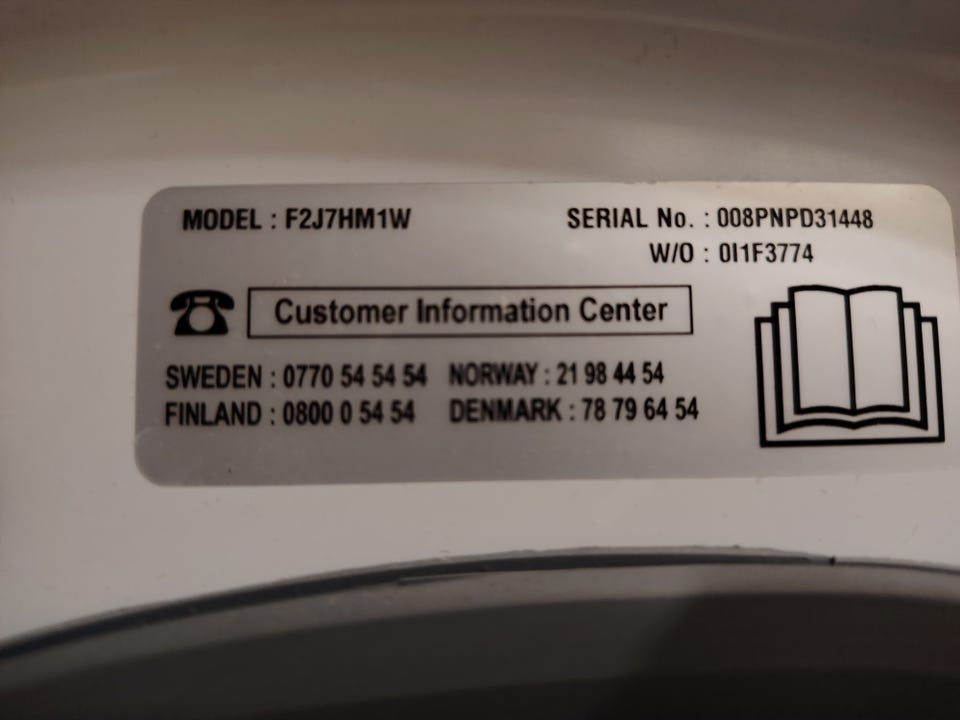 MODEL : F2J7HM1W SERIAL No. : 008PNPD31448
W/O : 0I1F3774
Customer Information Center
SWEDEN : 0770 54 54 54 NORWAY : 21 98 44 54
FINLAND : 0800 0 54 54 DENMARK : 78 79 64 54